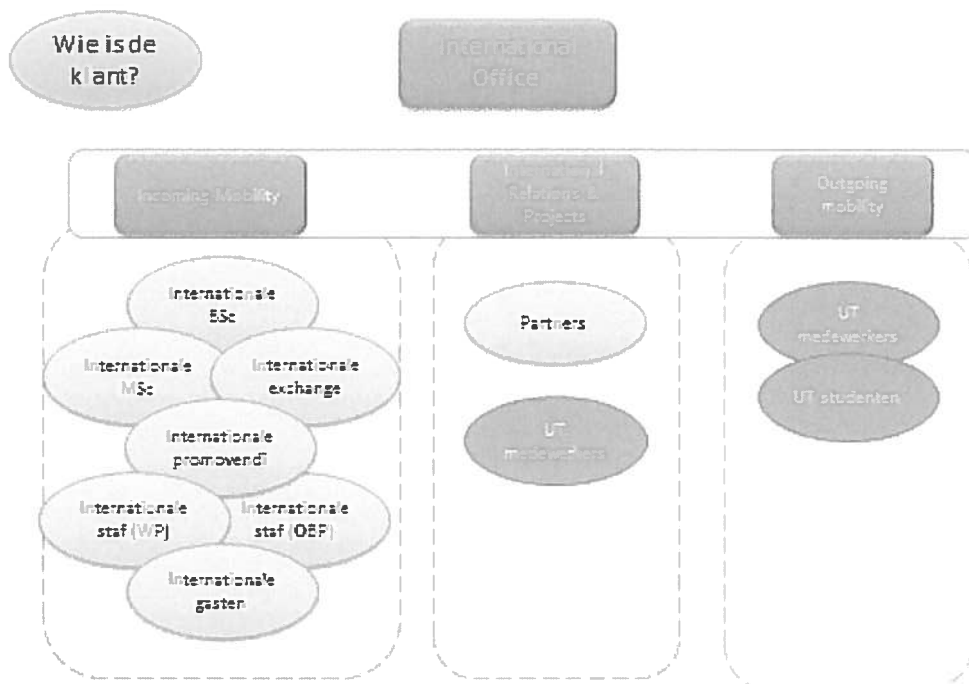 Wie is de
klant?
International
Office
Incoming Mobility
International
Relations &
Projects
Outgoing
mobility
Internationale
BSc
Internationale
MSc
Internationale
exchange
Internationale
promovendi
Internationale
staf (WP)
Internationale
staf (OBP)
Internationale
gasten
Partners
UT
medewerkers
UT
medewerkers
UT studenten